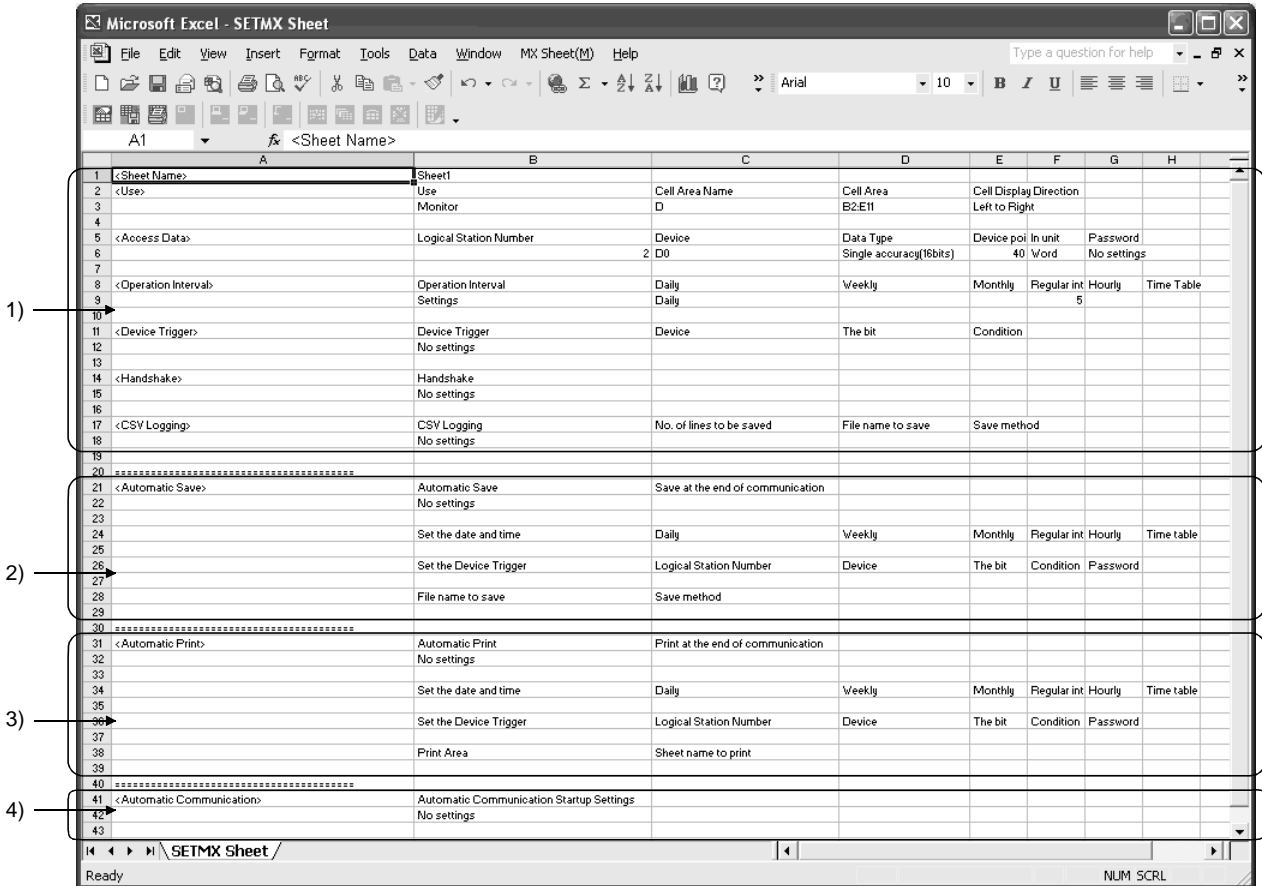 Microsoft Excel - SETMX Sheet
File Edit View Insert Format Tools Data Window MX Sheet(M) Help Type a question for help
Arial 10 B I U
A1 fx <Sheet Name>
A B C D E F G H
1 <Sheet Name> Sheet1
2 <Use> Use Cell Area Name Cell Area Cell Display Direction
3 Monitor D B2:E11 Left to Right
4
5 <Access Data> Logical Station Number Device Data Type Device poi In unit Password
6 2 D0 Single accuracy(16bits) 40 Word No settings
7
8 <Operation Interval> Operation Interval Daily Weekly Monthly Regular int Hourly Time Table
1) 9 Settings Daily 5
10
11 <Device Trigger> Device Trigger Device The bit Condition
12 No settings
13
14 <Handshake> Handshake
15 No settings
16
17 <CSV Logging> CSV Logging No. of lines to be saved File name to save Save method
18 No settings
19
20 ========================================
21 <Automatic Save> Automatic Save Save at the end of communication
22 No settings
23
24 Set the date and time Daily Weekly Monthly Regular int Hourly Time table
25
2) 26 Set the Device Trigger Logical Station Number Device The bit Condition Password
27
28 File name to save Save method
29
30 ========================================
31 <Automatic Print> Automatic Print Print at the end of communication
32 No settings
33
34 Set the date and time Daily Weekly Monthly Regular int Hourly Time table
35
3) 36 Set the Device Trigger Logical Station Number Device The bit Condition Password
37
38 Print Area Sheet name to print
39
40 ========================================
41 <Automatic Communication> Automatic Communication Startup Settings
4) 42 No settings
43
SETMX Sheet
Ready NUM SCRL